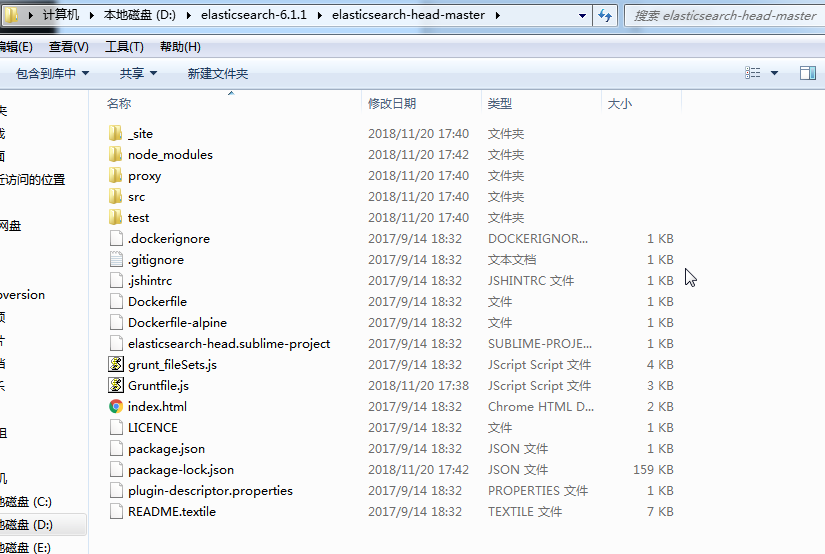 计算机 本地磁盘 (D:) elasticsearch-6.1.1 elasticsearch-head-master 搜索 elasticsearch-head-master
编辑(E) 查看(V) 工具(T) 帮助(H)
包含到库中 共享 新建文件夹
名称 修改日期 类型 大小
_site 2018/11/20 17:40 文件夹
node_modules 2018/11/20 17:42 文件夹
proxy 2018/11/20 17:40 文件夹
近访问的位置
src 2018/11/20 17:40 文件夹
test 2018/11/20 17:40 文件夹
网盘
.dockerignore 2017/9/14 18:32 DOCKERIGNOR... 1 KB
.gitignore 2017/9/14 18:32 文本文档 1 KB
.jshintrc 2017/9/14 18:32 JSHINTRC 文件 1 KB
bversion
Dockerfile 2017/9/14 18:32 文件 1 KB
Dockerfile-alpine 2017/9/14 18:32 文件 1 KB
elasticsearch-head.sublime-project 2017/9/14 18:32 SUBLIME-PROJE... 1 KB
grunt_fileSets.js 2017/9/14 18:32 JScript Script 文件 4 KB
Gruntfile.js 2018/11/20 17:38 JScript Script 文件 3 KB
index.html 2017/9/14 18:32 Chrome HTML D... 2 KB
LICENCE 2017/9/14 18:32 文件 1 KB
组
package.json 2017/9/14 18:32 JSON 文件 1 KB
package-lock.json 2018/11/20 17:42 JSON 文件 159 KB
机
plugin-descriptor.properties 2017/9/14 18:32 PROPERTIES 文件 1 KB
地磁盘 (C:)
README.textile 2017/9/14 18:32 TEXTILE 文件 7 KB
地磁盘 (D:)
地磁盘 (E:)